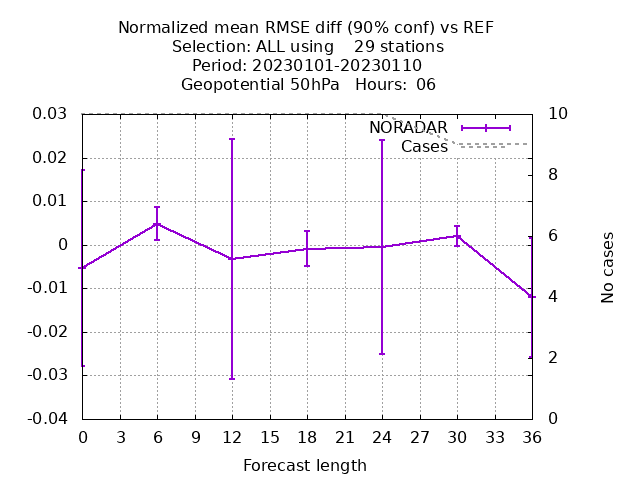 Normalized mean RMSE diff (90% conf) vs REF
Selection: ALL using    29 stations
Period: 20230101-20230110
Geopotential 50hPa   Hours:  06
NORADAR
Cases
0.03
0.02
0.01
0
-0.01
-0.02
-0.03
-0.04
10
8
6
4
2
0
No cases
0 3 6 9 12 15 18 21 24 27 30 33 36
Forecast length